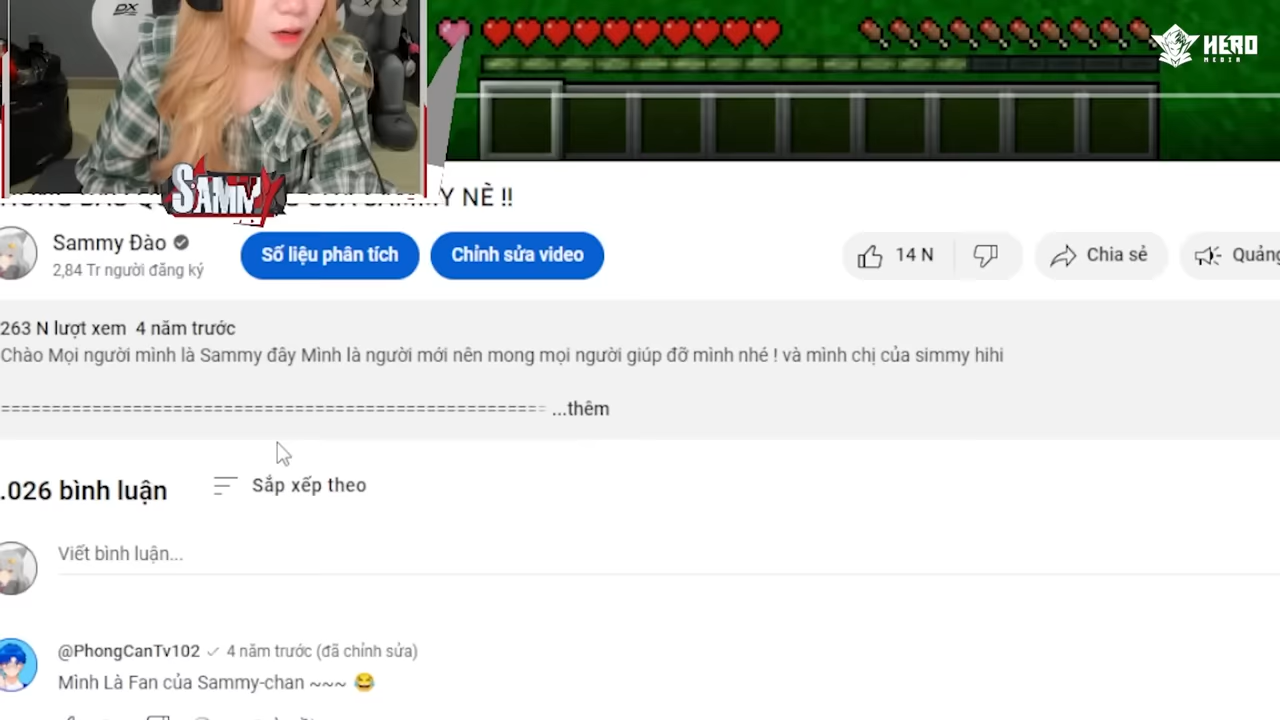 DX
HERO
MEDIA
SAMMY
Y NÈ !!
Sammy Đào
2,84 Tr người đăng ký
Số liệu phân tích
Chỉnh sửa video
14 N
Chia sẻ
Quảng
263 N lượt xem 4 năm trước
Chào Mọi người mình là Sammy đây Mình là người mới nên mong mọi người giúp đỡ mình nhé ! và mình chị của simmy hihi
====================================================== ...thêm
.026 bình luận
Sắp xếp theo
Viết bình luận...
@PhongCanTv102 4 năm trước (đã chỉnh sửa)
Mình Là Fan của Sammy-chan ~~~ 😂